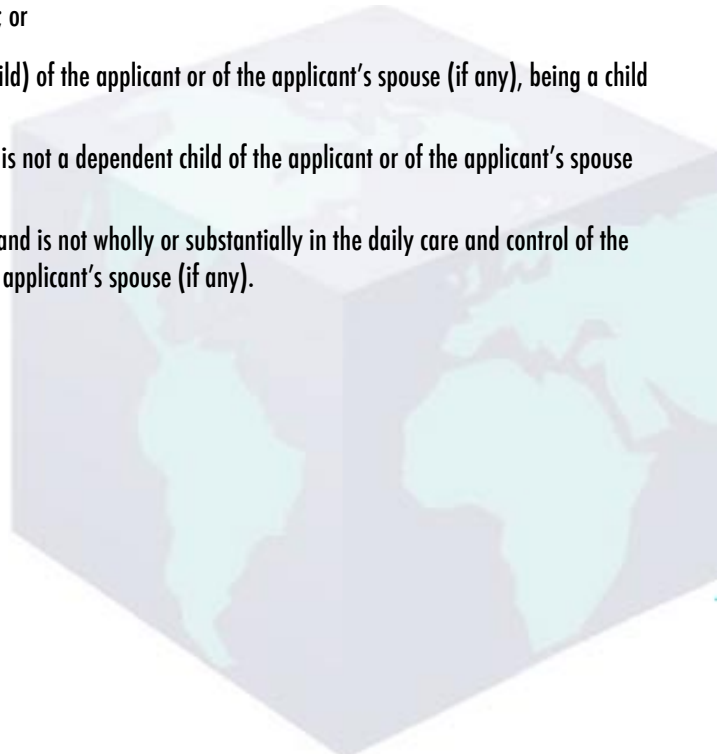 ; or
ild) of the applicant or of the applicant’s spouse (if any), being a child
is not a dependent child of the applicant or of the applicant’s spouse
and is not wholly or substantially in the daily care and control of the
applicant’s spouse (if any).